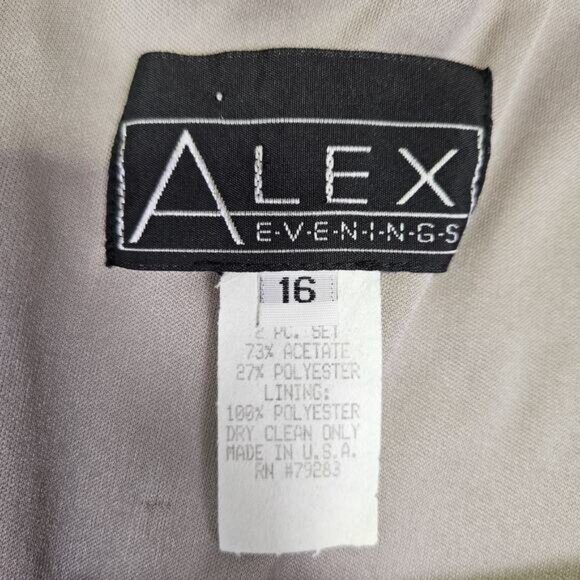 ALEX
E-V-E-N-I-N-G-S
16
2 PC. SET
73% ACETATE
27% POLYESTER
LINING:
100% POLYESTER
DRY CLEAN ONLY
MADE IN U.S.A.
RN #79283